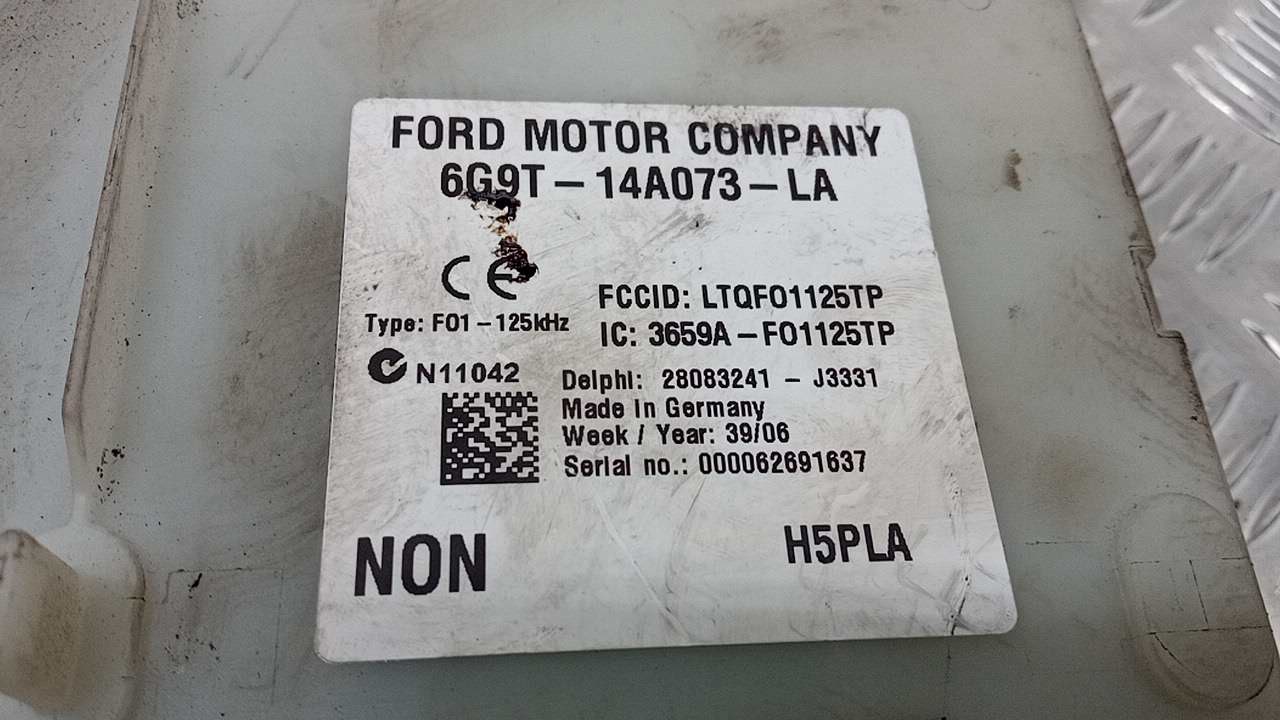 FORD MOTOR COMPANY
6G9T - 14A073 - LA
CE
FCCID: LTQFO1125TP
Type: FO1 - 125kHz
IC: 3659A - FO1125TP
N11042
Delphi: 28083241 - J3331
Made in Germany
Week / Year: 39/06
Serial no.: 000062691637
NON
H5PLA